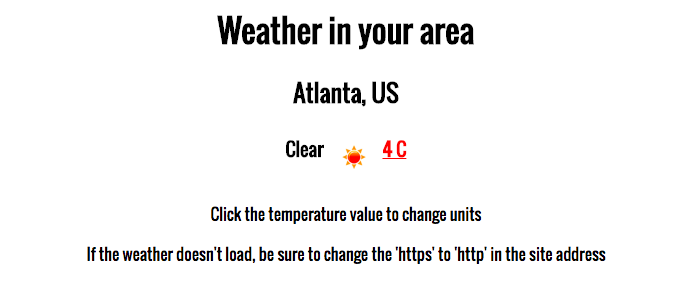 Weather in your area
Atlanta, US
Clear 4 C
Click the temperature value to change units
If the weather doesn't load, be sure to change the 'https' to 'http' in the site address